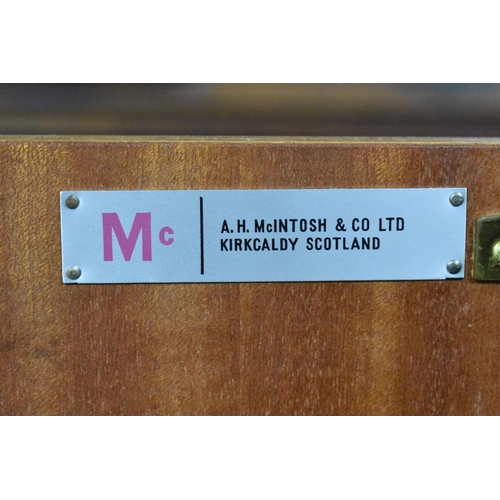 Mc
A.H. McINTOSH & CO LTD
KIRKCALDY SCOTLAND